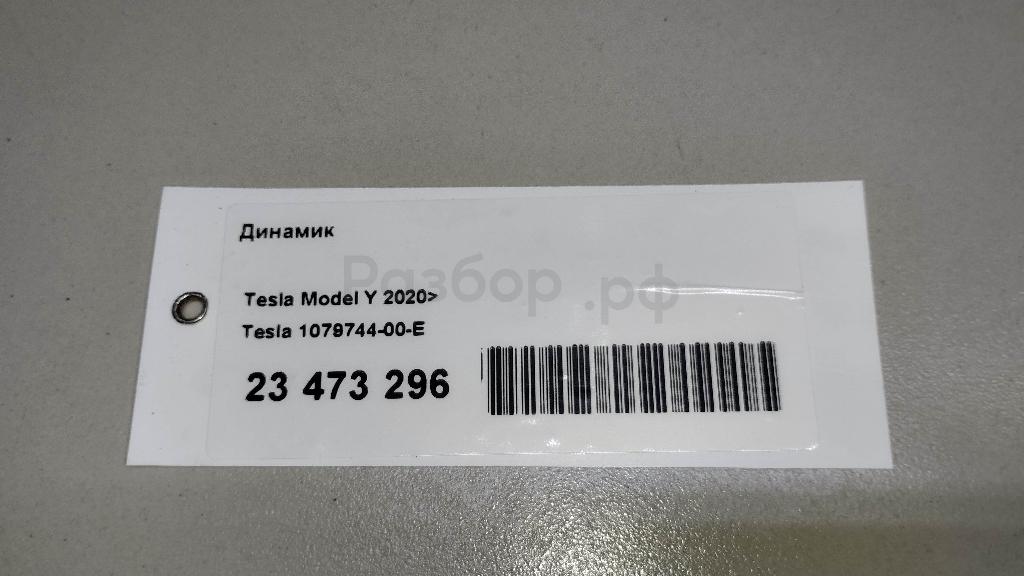 Динамик
Разбор.рф
Tesla Model Y 2020>
Tesla 1079744-00-E
23 473 296